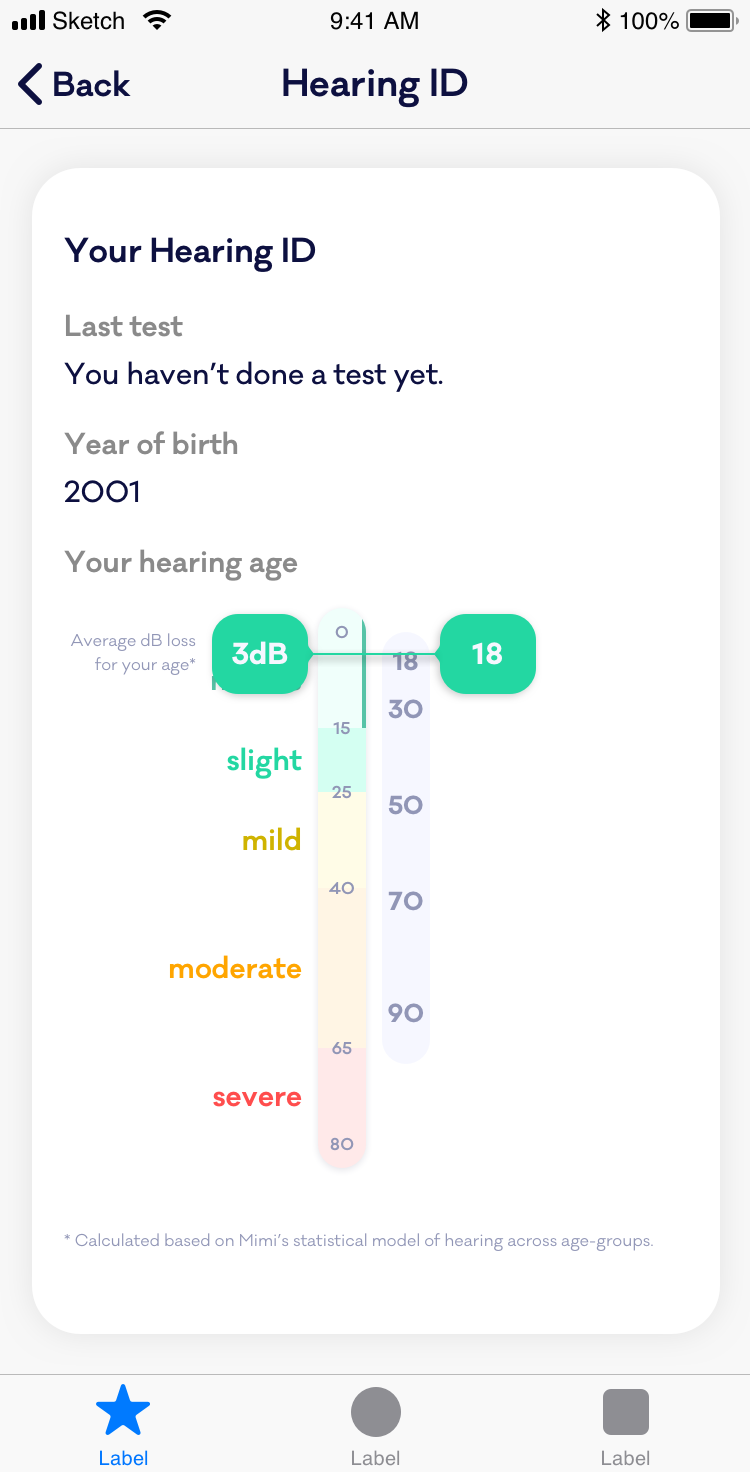 Sketch 9:41 AM 100%
Back Hearing ID
Your Hearing ID
Last test
You haven’t done a test yet.
Year of birth
2001
Your hearing age
Average dB loss
for your age*
3dB
0
18
18
30
15
slight
25
50
mild
40
70
moderate
90
65
severe
80
* Calculated based on Mimi’s statistical model of hearing across age-groups.
Label Label Label